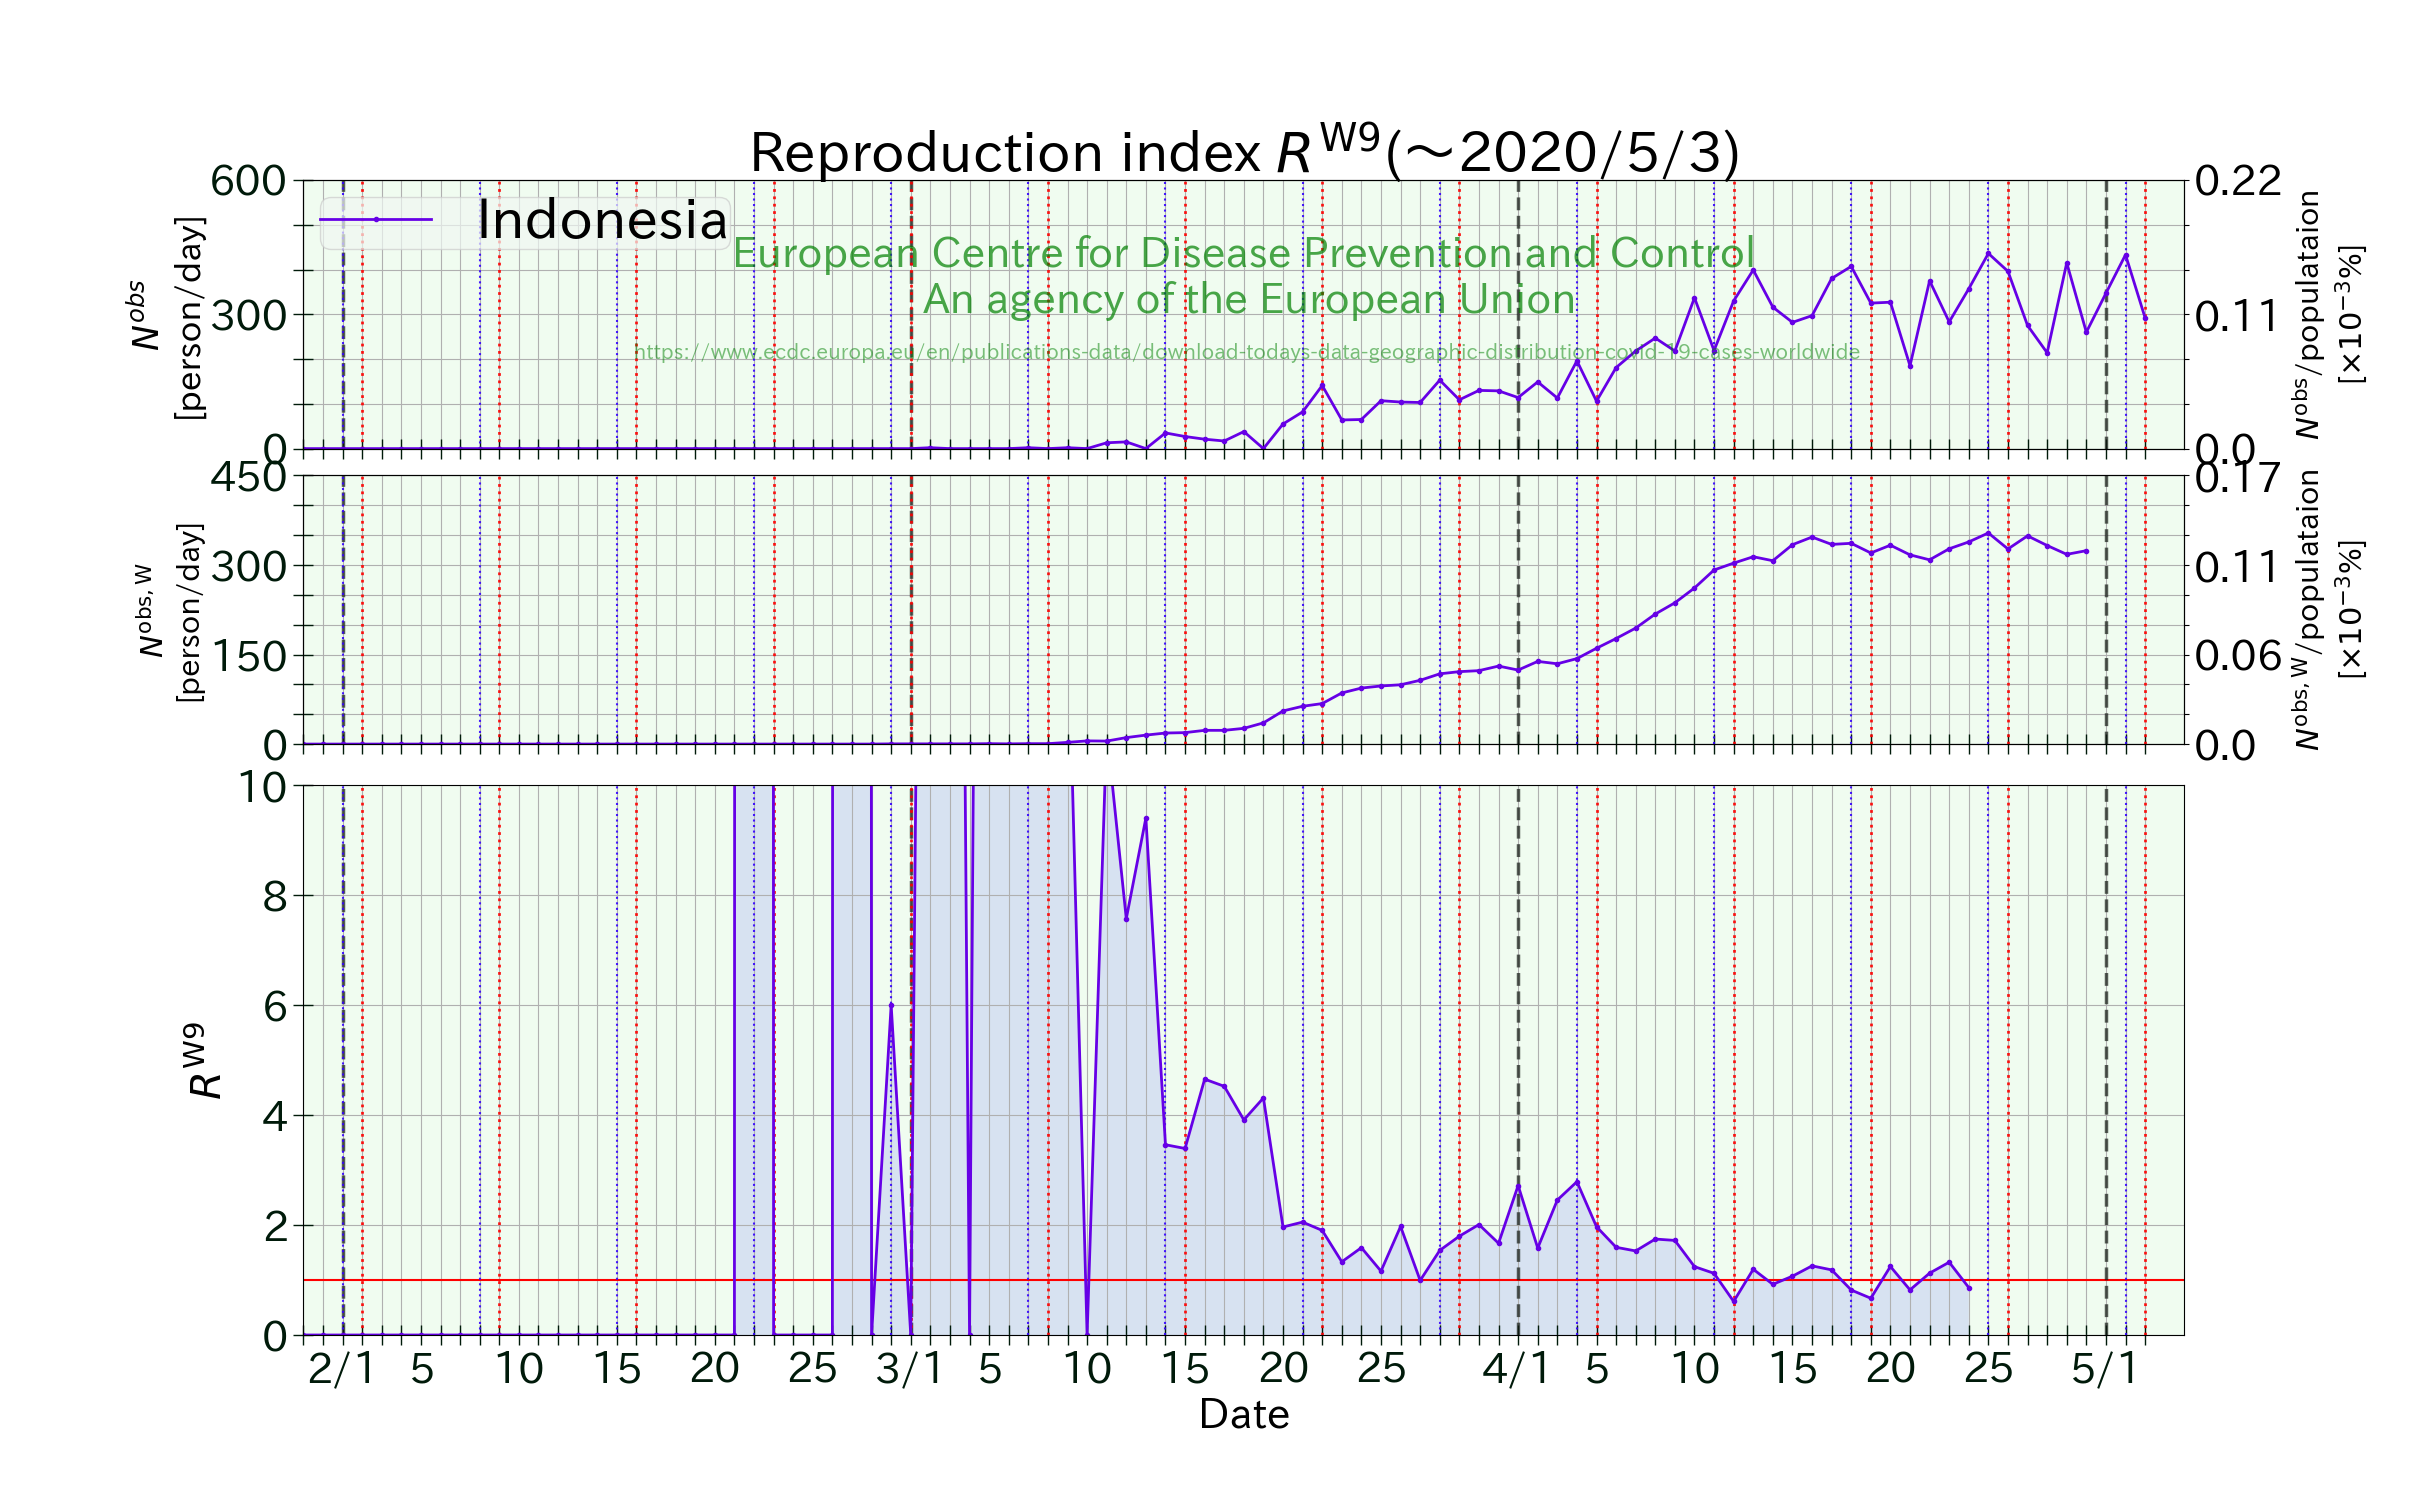 Reproduction index R^W9(～2020/5/3)
600
300
0
N^obs
[person/day]
Indonesia
European Centre for Disease Prevention and Control
An agency of the European Union
https://www.ecdc.europa.eu/en/publications-data/download-todays-data-geographic-distribution-covid-19-cases-worldwide
0.22
0.11
0.0
N^obs/populataion
[×10^−3%]
450
300
150
0
N^obs, W
[person/day]
0.17
0.11
0.06
0.0
N^obs, W/populataion
[×10^−3%]
10
8
6
4
2
0
R^W9
2/1 5 10 15 20 25 3/1 5 10 15 20 25 4/1 5 10 15 20 25 5/1
Date